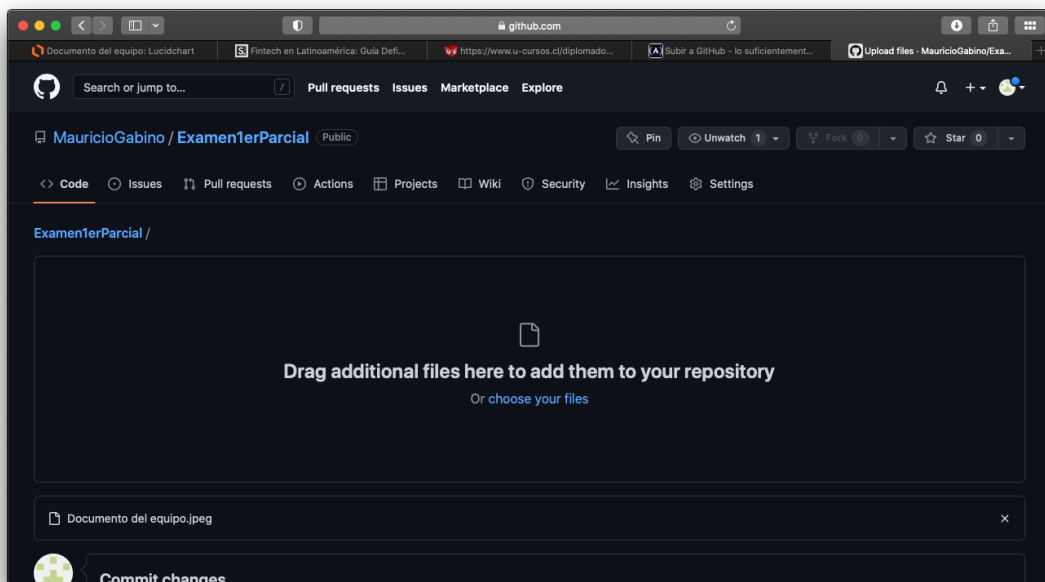 github.com
Documento del equipo: Lucidchart
S. Fintech en Latinoamérica: Guía Defi...
https://www.u-cursos.cl/diplomado...
(A) Subir a GitHub - lo suficientement...
Upload files · MauricioGabino/Exa...
Search or jump to... /
Pull requests Issues Marketplace Explore
MauricioGabino / Examen1erParcial Public
Pin Unwatch 1 Fork 0 Star 0
<> Code Issues Pull requests Actions Projects Wiki Security Insights Settings
Examen1erParcial /
Drag additional files here to add them to your repository
Or choose your files
Documento del equipo.jpeg
Commit changes